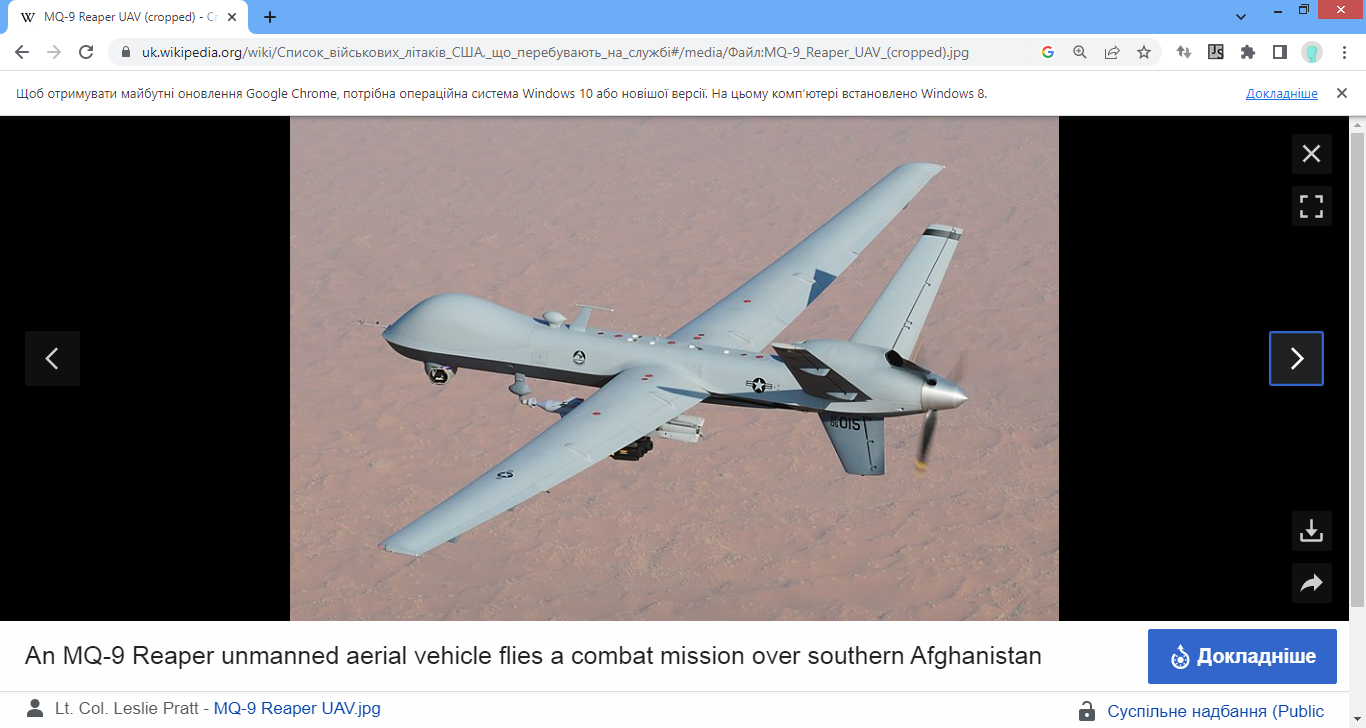 MQ-9 Reaper UAV (cropped) - Сп
uk.wikipedia.org/wiki/Список_військових_літаків_США,_що_перебувають_на_службі#/media/Файл:MQ-9_Reaper_UAV_(cropped).jpg
Щоб отримувати майбутні оновлення Google Chrome, потрібна операційна система Windows 10 або новішої версії. На цьому комп’ютері встановлено Windows 8.
Докладніше
015
An MQ-9 Reaper unmanned aerial vehicle flies a combat mission over southern Afghanistan
Докладніше
Lt. Col. Leslie Pratt - MQ-9 Reaper UAV.jpg
Суспільне надбання (Public